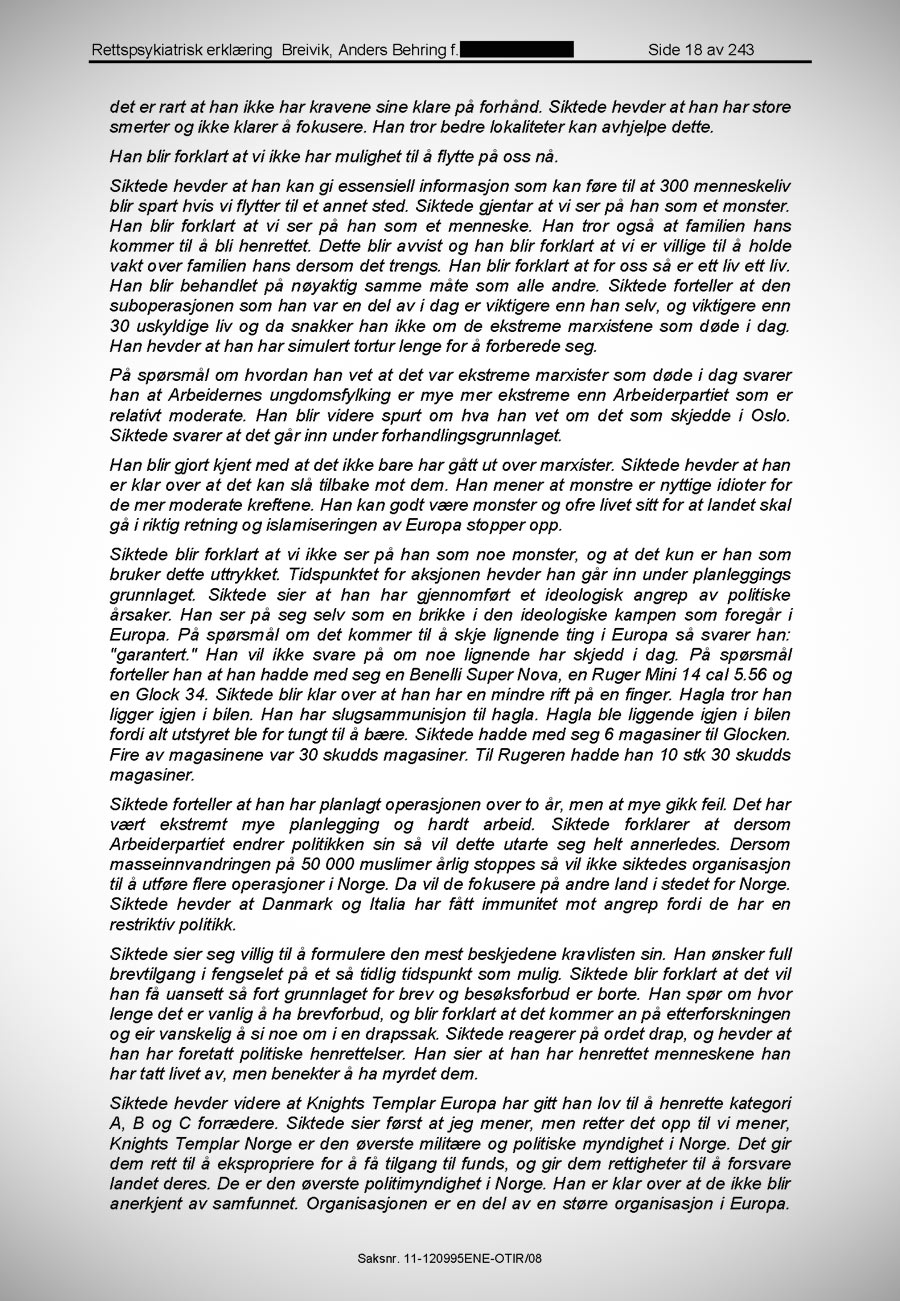 Rettspsykiatrisk erklæring  Breivik, Anders Behring f. Side 18 av 243
det er rart at han ikke har kravene sine klare på forhånd. Siktede hevder at han har store
smerter og ikke klarer å fokusere. Han tror bedre lokaliteter kan avhjelpe dette.
Han blir forklart at vi ikke har mulighet til å flytte på oss nå.
Siktede hevder at han kan gi essensiell informasjon som kan føre til at 300 menneskeliv
blir spart hvis vi flytter til et annet sted. Siktede gjentar at vi ser på han som et monster.
Han blir forklart at vi ser på han som et menneske. Han tror også at familien hans
kommer til å bli henrettet. Dette blir avvist og han blir forklart at vi er villige til å holde
vakt over familien hans dersom det trengs. Han blir forklart at for oss så er ett liv ett liv.
Han blir behandlet på nøyaktig samme måte som alle andre. Siktede forteller at den
suboperasjonen som han var en del av i dag er viktigere enn han selv, og viktigere enn
30 uskyldige liv og da snakker han ikke om de ekstreme marxistene som døde i dag.
Han hevder at han har simulert tortur lenge for å forberede seg.
På spørsmål om hvordan han vet at det var ekstreme marxister som døde i dag svarer
han at Arbeidernes ungdomsfylking er mye mer ekstreme enn Arbeiderpartiet som er
relativt moderate. Han blir videre spurt om hva han vet om det som skjedde i Oslo.
Siktede svarer at det går inn under forhandlingsgrunnlaget.
Han blir gjort kjent med at det ikke bare har gått ut over marxister. Siktede hevder at han
er klar over at det kan slå tilbake mot dem. Han mener at monstre er nyttige idioter for
de mer moderate kreftene. Han kan godt være monster og ofre livet sitt for at landet skal
gå i riktig retning og islamiseringen av Europa stopper opp.
Siktede blir forklart at vi ikke ser på han som noe monster, og at det kun er han som
bruker dette uttrykket. Tidspunktet for aksjonen hevder han går inn under planleggings
grunnlaget. Siktede sier at han har gjennomført et ideologisk angrep av politiske
årsaker. Han ser på seg selv som en brikke i den ideologiske kampen som foregår i
Europa. På spørsmål om det kommer til å skje lignende ting i Europa så svarer han:
"garantert." Han vil ikke svare på om noe lignende har skjedd i dag. På spørsmål
forteller han at han hadde med seg en Benelli Super Nova, en Ruger Mini 14 cal 5.56 og
en Glock 34. Siktede blir klar over at han har en mindre rift på en finger. Hagla tror han
ligger igjen i bilen. Han har slugsammunisjon til hagla. Hagla ble liggende igjen i bilen
fordi alt utstyret ble for tungt til å bære. Siktede hadde med seg 6 magasiner til Glocken.
Fire av magasinene var 30 skudds magasiner. Til Rugeren hadde han 10 stk 30 skudds
magasiner.
Siktede forteller at han har planlagt operasjonen over to år, men at mye gikk feil. Det har
vært ekstremt mye planlegging og hardt arbeid. Siktede forklarer at dersom
Arbeiderpartiet endrer politikken sin så vil dette utarte seg helt annerledes. Dersom
masseinnvandringen på 50 000 muslimer årlig stoppes så vil ikke siktedes organisasjon
til å utføre flere operasjoner i Norge. Da vil de fokusere på andre land i stedet for Norge.
Siktede hevder at Danmark og Italia har fått immunitet mot angrep fordi de har en
restriktiv politikk.
Siktede sier seg villig til å formulere den mest beskjedene kravlisten sin. Han ønsker full
brevtilgang i fengselet på et så tidlig tidspunkt som mulig. Siktede blir forklart at det vil
han få uansett så fort grunnlaget for brev og besøksforbud er borte. Han spør om hvor
lenge det er vanlig å ha brevforbud, og blir forklart at det kommer an på etterforskningen
og eir vanskelig å si noe om i en drapssak. Siktede reagerer på ordet drap, og hevder at
han har foretatt politiske henrettelser. Han sier at han har henrettet menneskene han
har tatt livet av, men benekter å ha myrdet dem.
Siktede hevder videre at Knights Templar Europa har gitt han lov til å henrette kategori
A, B og C forrædere. Siktede sier først at jeg mener, men retter det opp til vi mener,
Knights Templar Norge er den øverste militære og politiske myndighet i Norge. Det gir
dem rett til å ekspropriere for å få tilgang til funds, og gir dem rettigheter til å forsvare
landet deres. De er den øverste politimyndighet i Norge. Han er klar over at de ikke blir
anerkjent av samfunnet. Organisasjonen er en del av en større organisasjon i Europa.
Saksnr. 11-120995ENE-OTIR/08